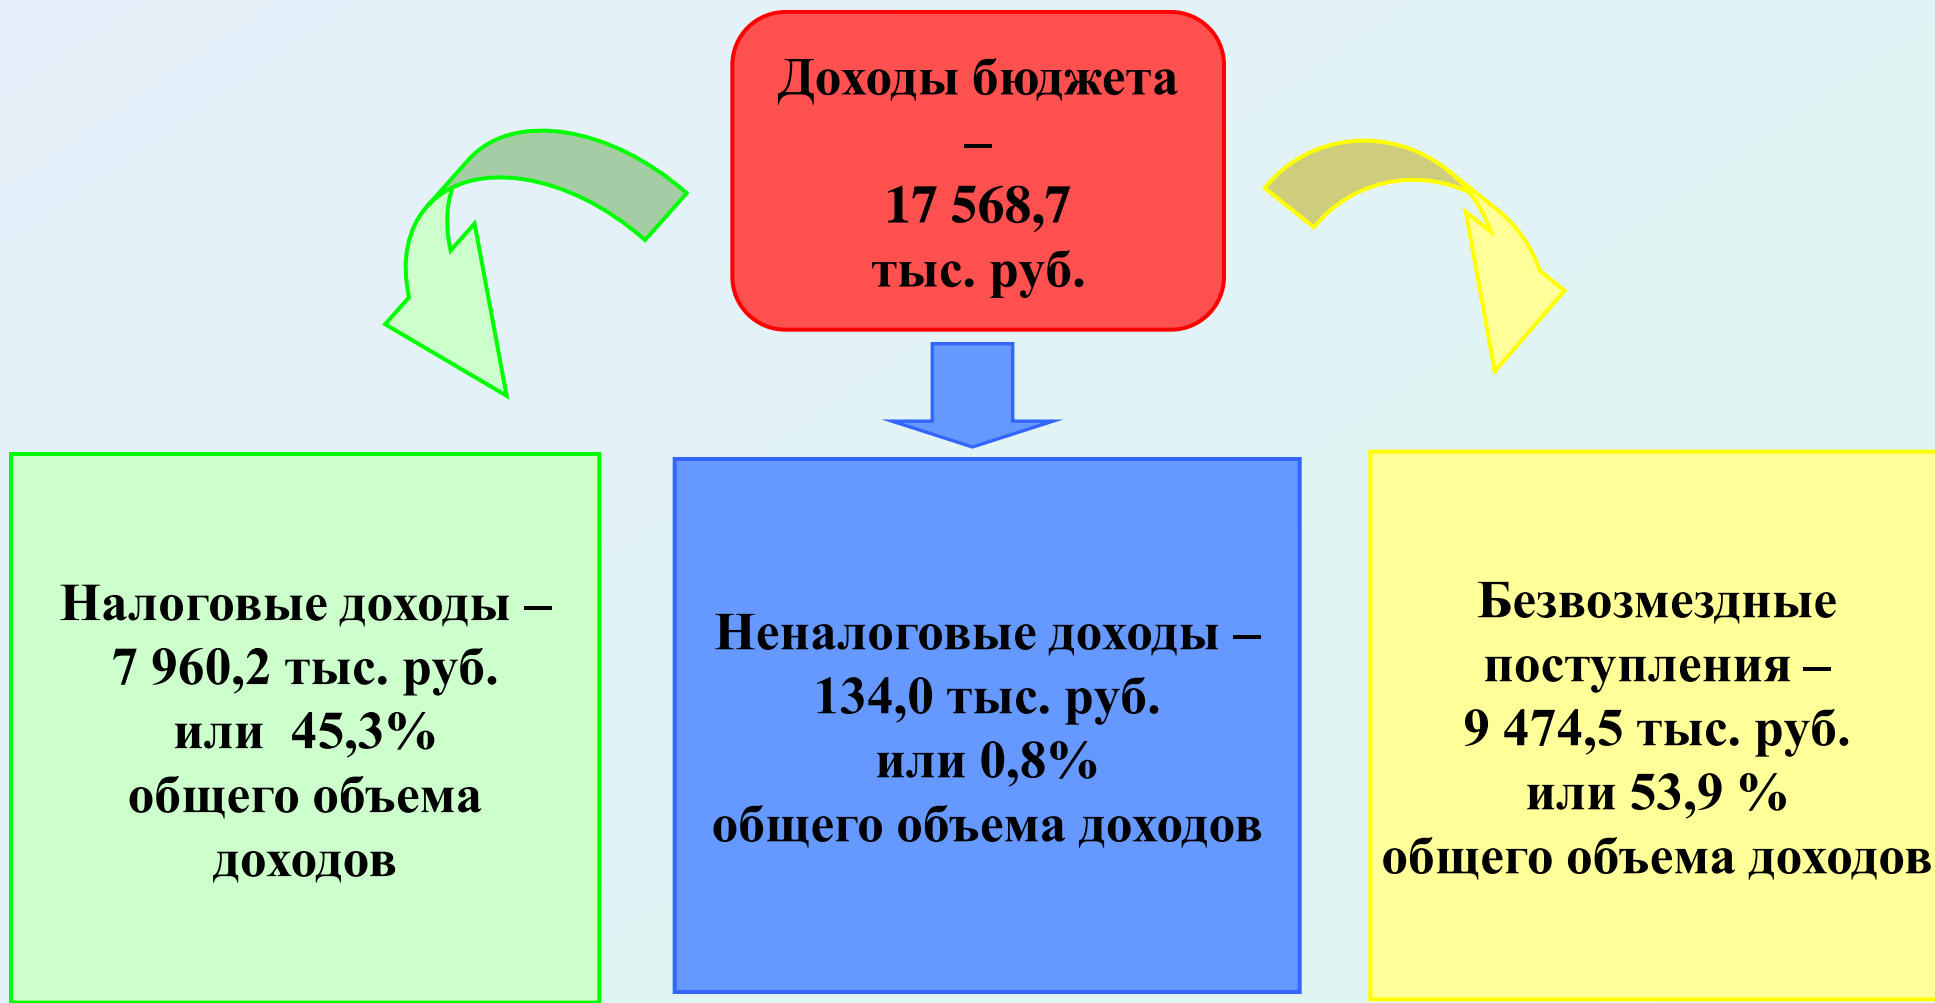 Доходы бюджета
–
17 568,7
тыс. руб.
Налоговые доходы –
7 960,2 тыс. руб.
или 45,3%
общего объема
доходов
Неналоговые доходы –
134,0 тыс. руб.
или 0,8%
общего объема доходов
Безвозмездные
поступления –
9 474,5 тыс. руб.
или 53,9 %
общего объема доходов